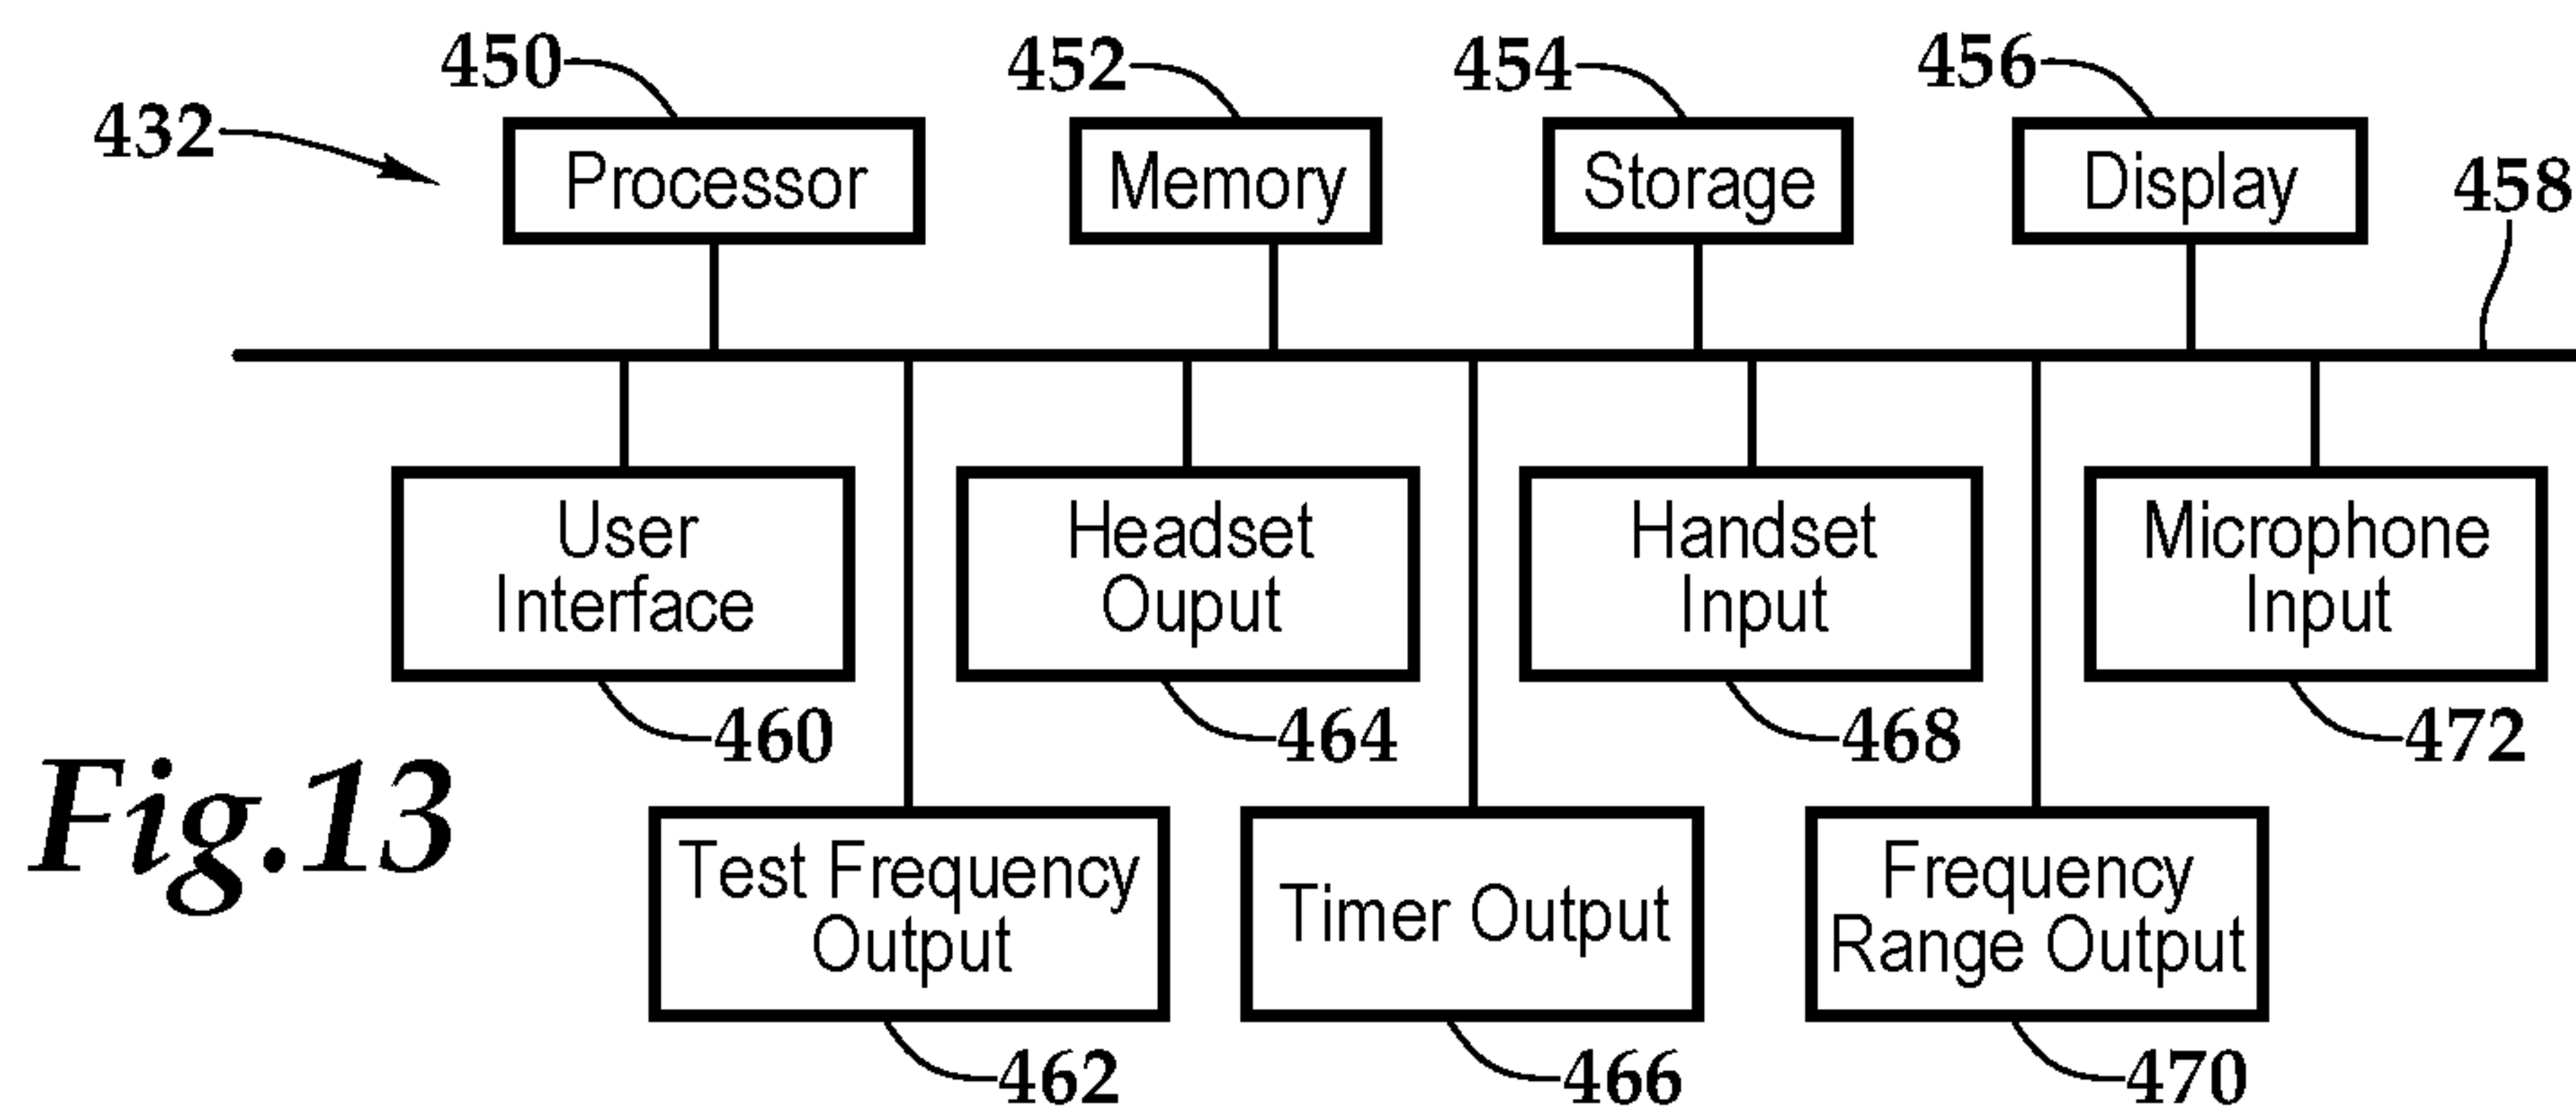 450
452
454
456
432
Processor
Memory
Storage
Display
458
User
Interface
Headset
Ouput
Handset
Input
Microphone
Input
460
464
468
472
Fig.13
Test Frequency
Output
Timer Output
Frequency
Range Output
462
466
470